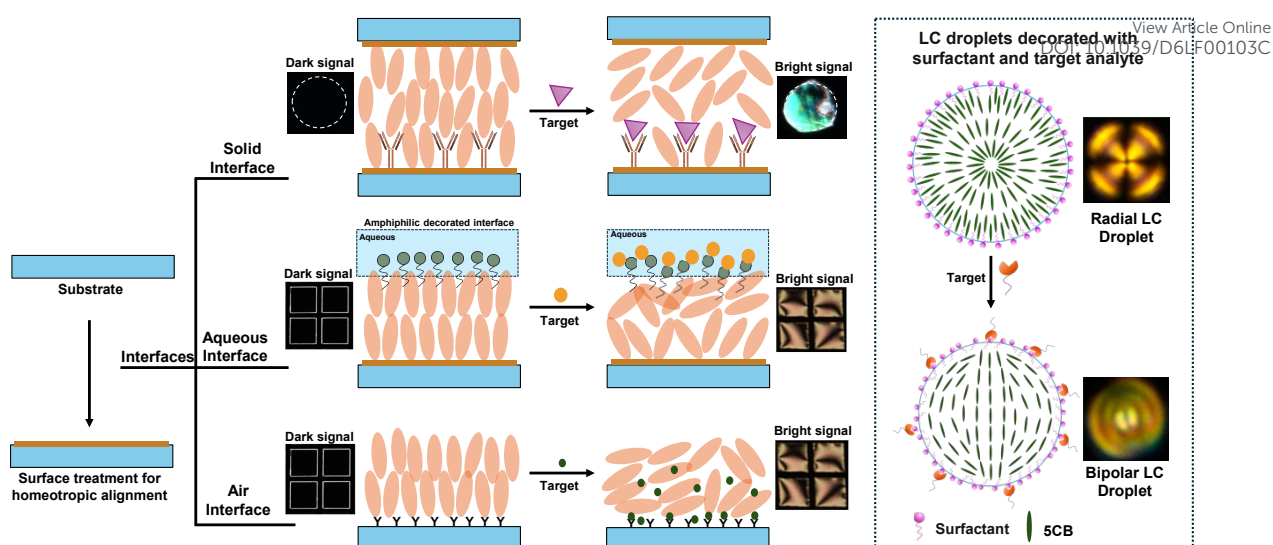 View Article Online
DOI: 10.1039/D6LF00103C
Substrate
Surface treatment for
homeotropic alignment
Interfaces
Solid
Interface
Dark signal
Target
Bright signal
Aqueous
Interface
Dark signal
Amphiphilic decorated interface
Aqueous
Target
Aqueous
Bright signal
Air
Interface
Dark signal
Y Y Y Y Y Y Y Y
Target
Y Y Y Y Y Y
Bright signal
LC droplets decorated with
surfactant and target analyte
Radial LC
Droplet
Target
Bipolar LC
Droplet
Surfactant
5CB